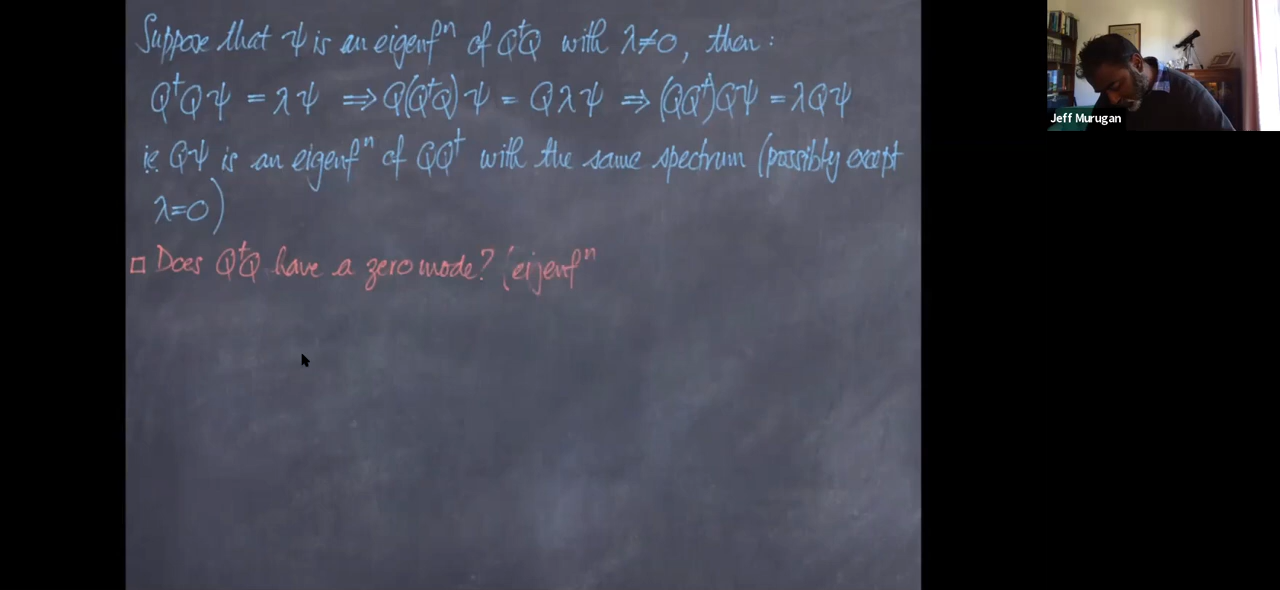 Suppose that ψ is an eigenfⁿ of Q†Q with λ≠0, then :
Q†Qψ = λψ ⇒ Q(Q†Q)ψ = Qλψ ⇒ (QQ†)Qψ = λQψ
i.e. Qψ is an eigenfⁿ of QQ† with the same spectrum (possibly except
λ=0)
□ Does Q†Q have a zero mode? (eigenfⁿ
Jeff Murugan